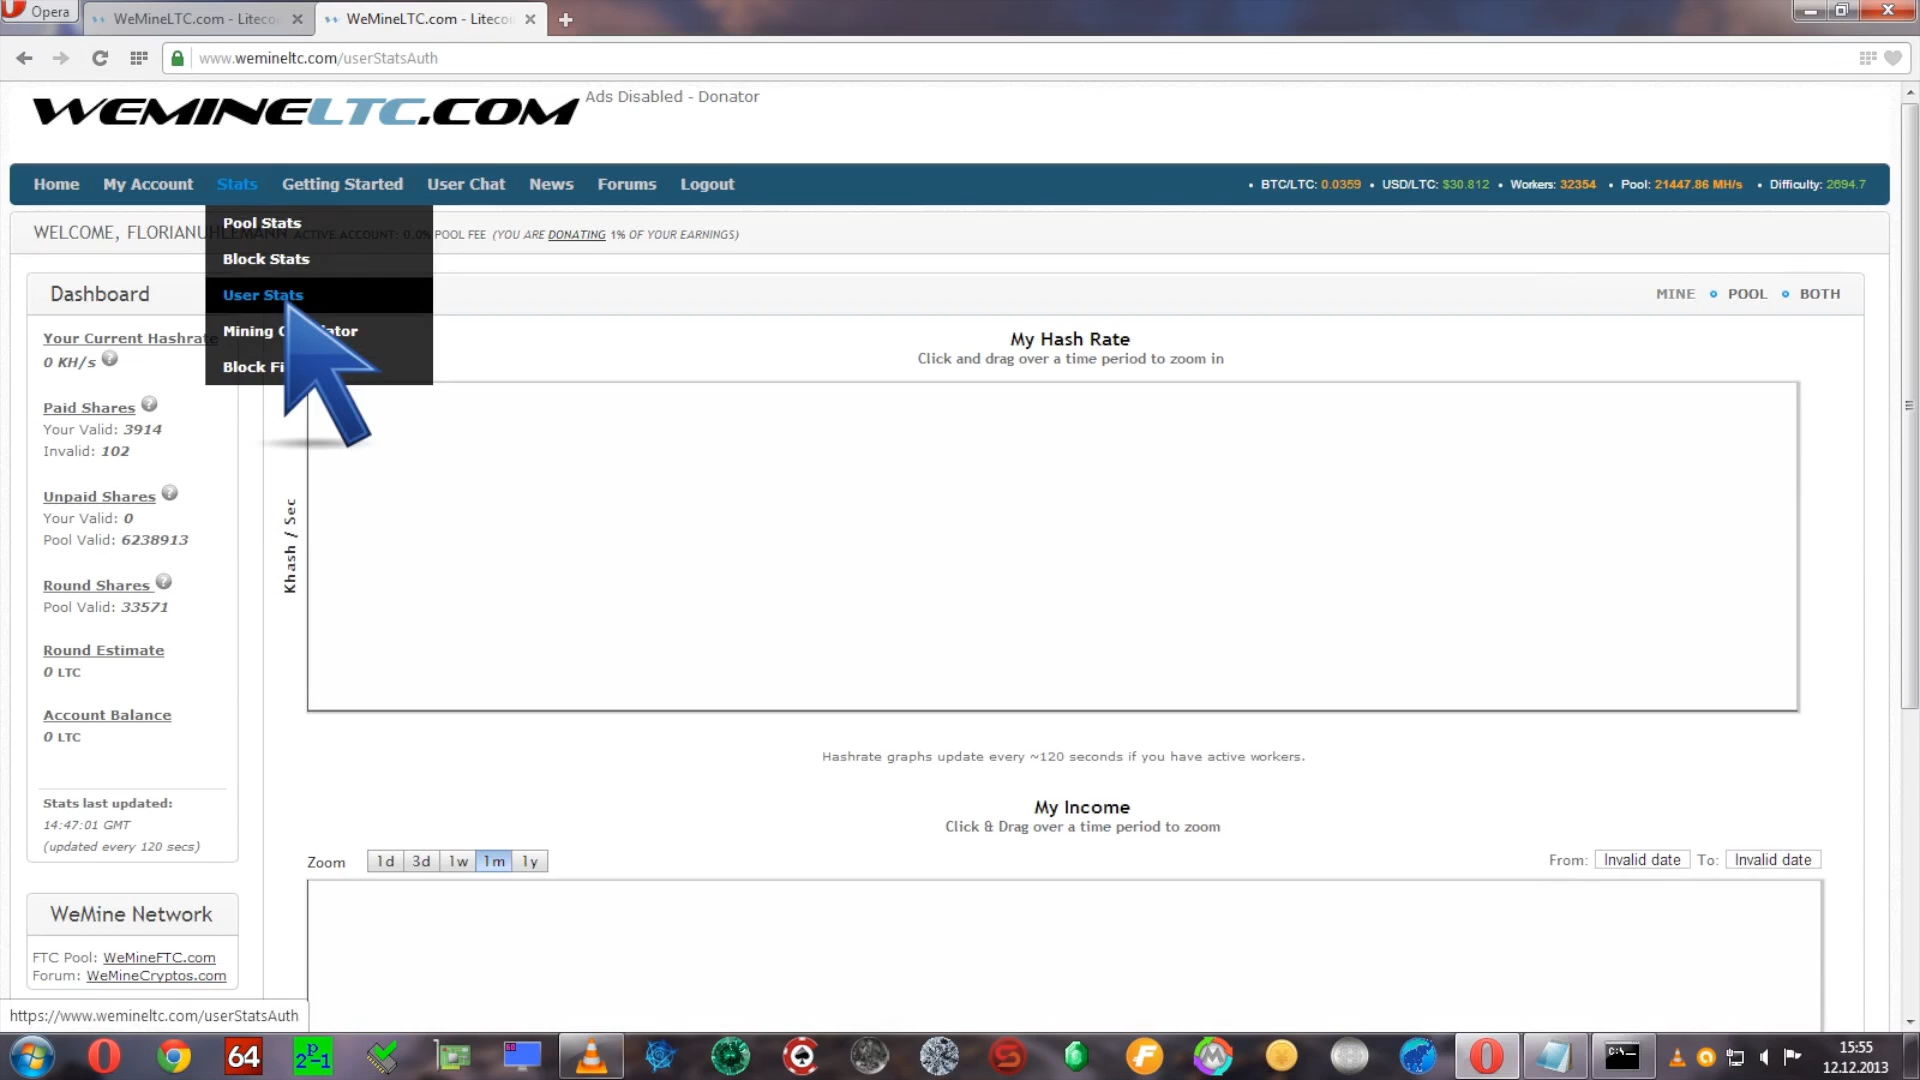 Opera
WeMineLTC.com - Liteco
WeMineLTC.com - Litecoi
www.wemineltc.com/userStatsAuth
WEMINELTC.COM
Ads Disabled - Donator
Home My Account Stats Getting Started User Chat News Forums Logout
• BTC/LTC: 0.0359 • USD/LTC: $30.812 • Workers: 32354 • Pool: 21447.86 MH/s • Difficulty: 2694.7
WELCOME, FLORIANUHLEMANN ACTIVE ACCOUNT: 0.0% POOL FEE (YOU ARE DONATING 1% OF YOUR EARNINGS)
Pool Stats
Block Stats
User Stats
Mining
Block
Dashboard
MINE POOL BOTH
Your Current Hashrate
0 KH/s
Paid Shares
Your Valid: 3914
Invalid: 102
Unpaid Shares
Your Valid: 0
Pool Valid: 6238913
Round Shares
Pool Valid: 33571
Round Estimate
0 LTC
Account Balance
0 LTC
Stats last updated:
14:47:01 GMT
(updated every 120 secs)
My Hash Rate
Click and drag over a time period to zoom in
Khash / Sec
Hashrate graphs update every ~120 seconds if you have active workers.
My Income
Click & Drag over a time period to zoom
Zoom 1d 3d 1w 1m 1y
From: Invalid date To: Invalid date
WeMine Network
FTC Pool: WeMineFTC.com
Forum: WeMineCryptos.com
https://www.wemineltc.com/userStatsAuth
64
2P-1
C:\_
15:55
12.12.2013